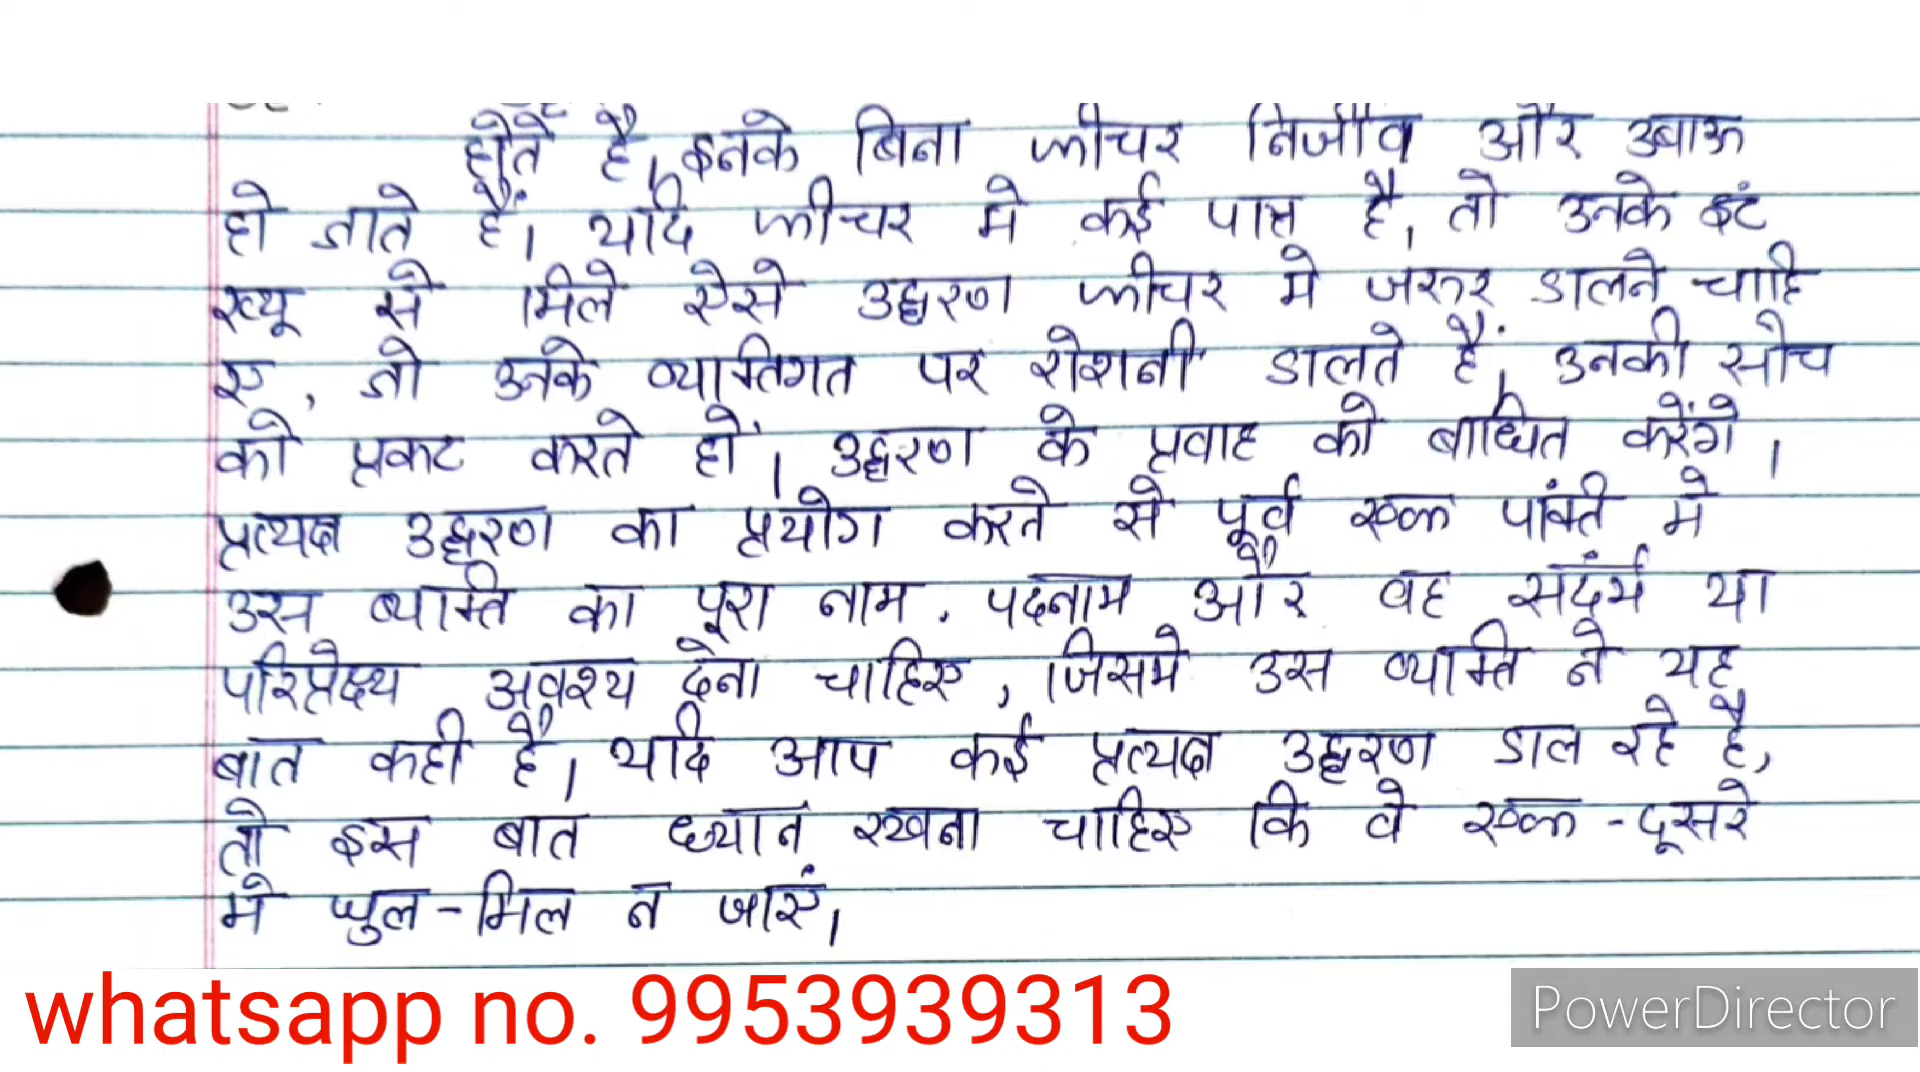 होते है, इनके बिना फीचर निर्जीव और उबाऊ
हो जाते हैं। यदि फीचर मे कई पात्र है, तो उनके इंट
रव्यू से मिले ऐसे उद्धरण फीचर मे जरुर डालने चाहि
ए, जो उनके व्यक्तिगत पर रोशनी डालते हैं, उनकी सोच
को प्रकट करते हों। उद्धरण के प्रवाह को बाधित करेंगे।
प्रत्यक्ष उद्धरण का प्रयोग करते से पूर्व एक पंक्ति मे
उस व्यक्ति का पूरा नाम, पदनाम और वह संदर्भ या
परिप्रेक्ष्य अवश्य देना चाहिए, जिसमे उस व्यक्ति ने यह
बात कही है। यदि आप कई प्रत्यक्ष उद्धरण डाल रहे है,
तो इस बात ध्यान रखना चाहिए कि वे एक-दूसरे
मे घुल-मिल न जाएं।
whatsapp no. 9953939313
PowerDirector